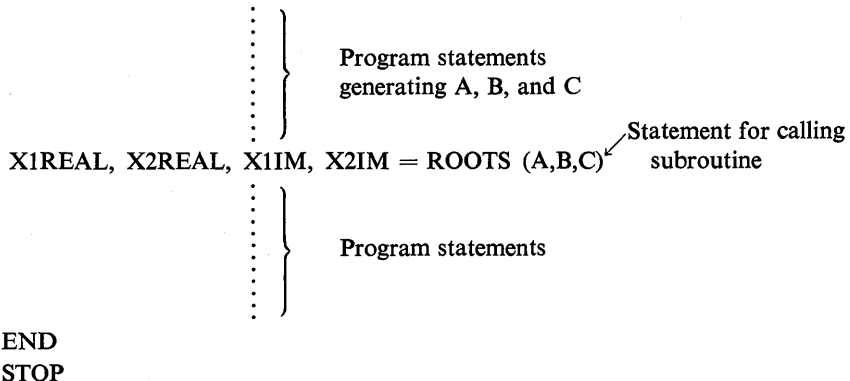 Program statements
generating A, B, and C
Statement for calling
X1REAL, X2REAL, X1IM, X2IM = ROOTS (A,B,C)
subroutine
Program statements
END
STOP